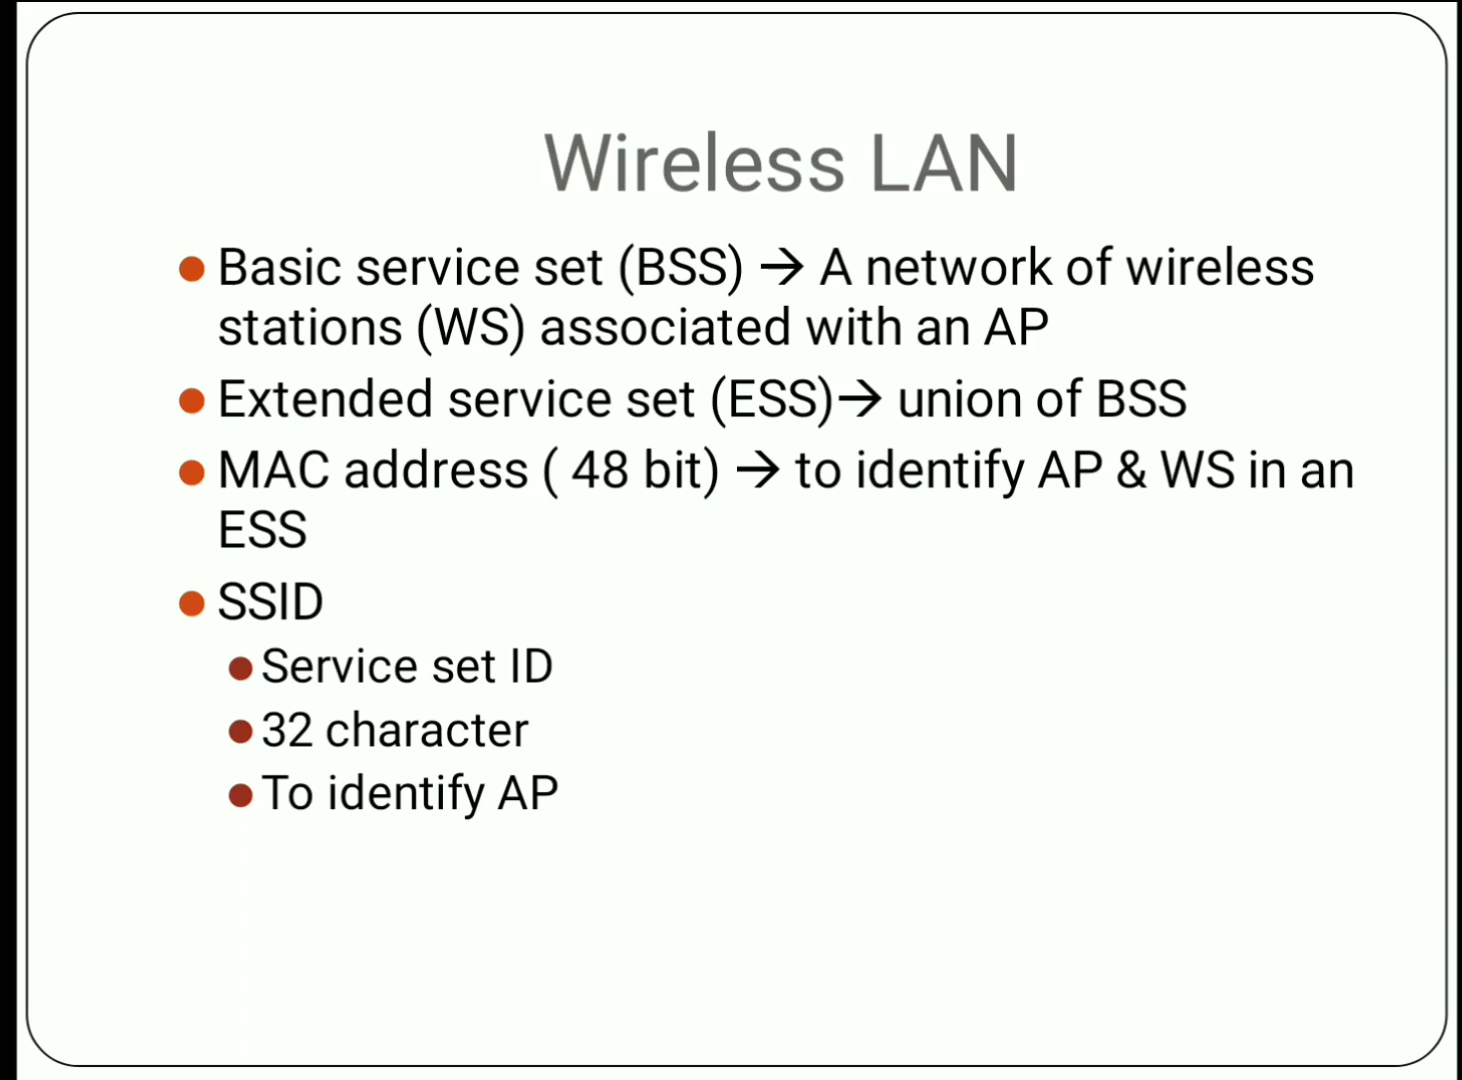 Wireless LAN
Basic service set (BSS) → A network of wireless
stations (WS) associated with an AP
Extended service set (ESS)→ union of BSS
MAC address ( 48 bit) → to identify AP & WS in an
ESS
SSID
Service set ID
32 character
To identify AP